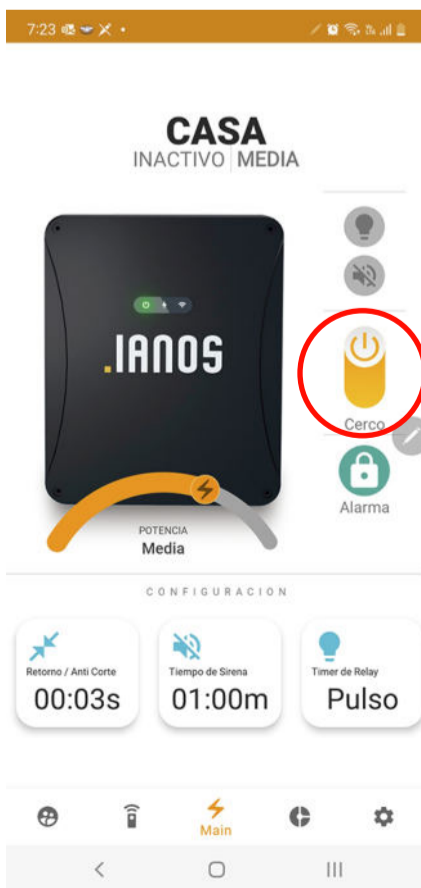 7:23
CASA
INACTIVO MEDIA
.IANOS
Cerco
Alarma
POTENCIA
Media
CONFIGURACION
Retorno / Anti Corte
00:03s
Tiempo de Sirena
01:00m
Timer de Relay
Pulso
Main